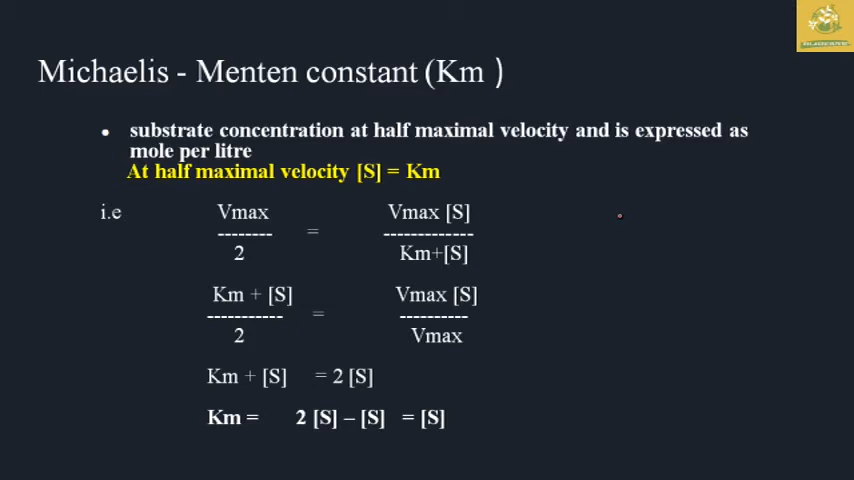 Michaelis - Menten constant (Km )
• substrate concentration at half maximal velocity and is expressed as
mole per litre
At half maximal velocity [S] = Km
i.e Vmax Vmax [S]
-------- = -------------
2 Km+[S]
Km + [S] Vmax [S]
----------- = ----------
2 Vmax
Km + [S] = 2 [S]
Km = 2 [S] – [S] = [S]